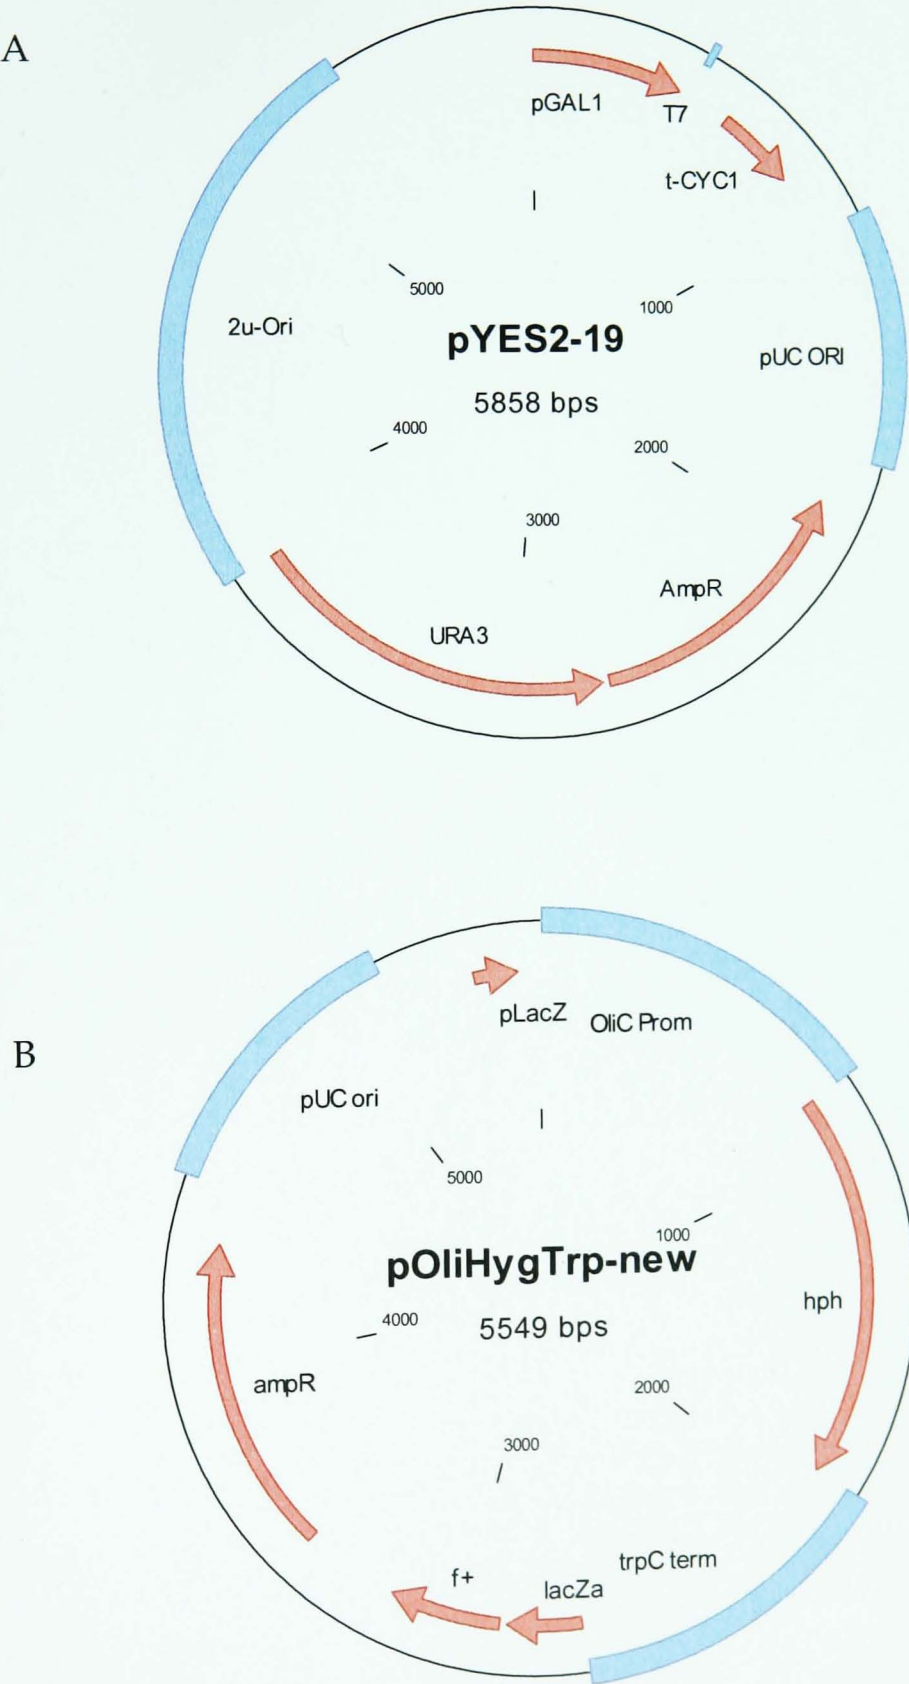 A
pGAL1
T7
t-CYC1
5000
1000
2u-Ori
pYES2-19
pUC ORI
5858 bps
4000
2000
3000
AmpR
URA3
B
pLacZ
OliC Prom
pUC ori
5000
1000
pOliHygTrp-new
hph
4000
5549 bps
ampR
2000
3000
trpC term
f+
lacZa